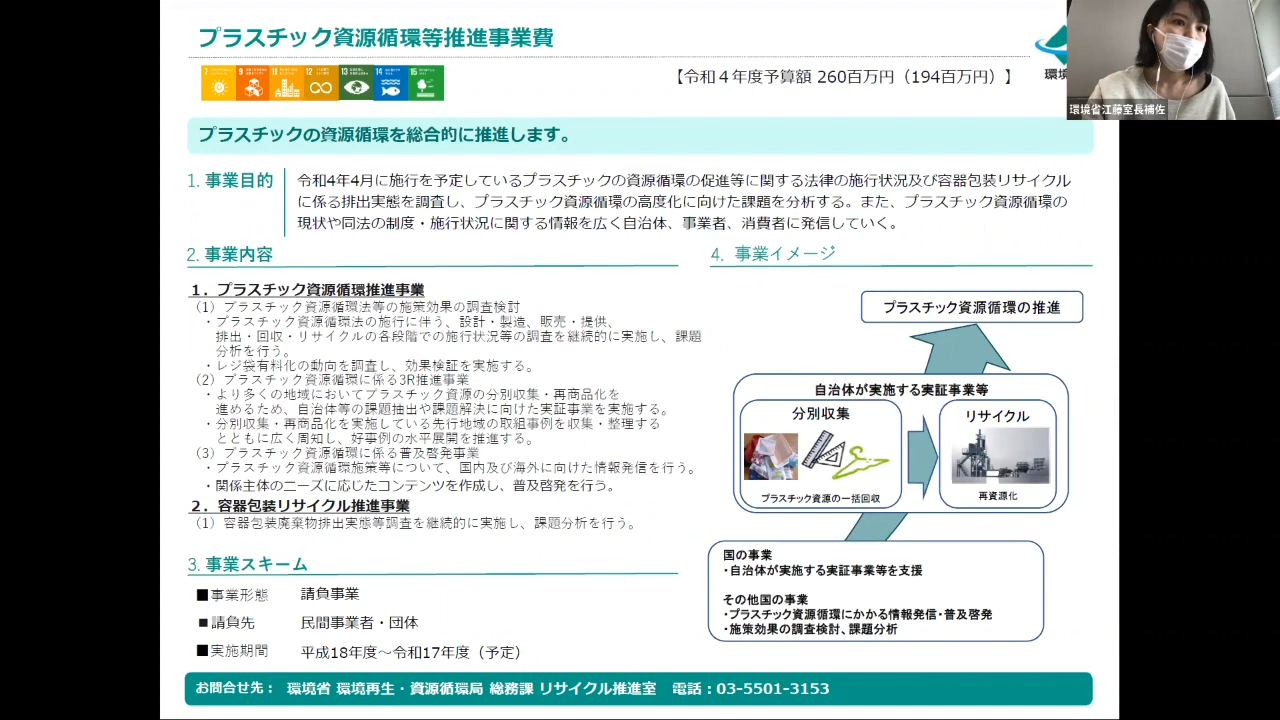 プラスチック資源循環等推進事業費
7
9
11
12
13
14
15
【令和４年度予算額 260百万円（194百万円）】
環境省江藤室長補佐
プラスチックの資源循環を総合的に推進します。
1. 事業目的
令和4年4月に施行を予定しているプラスチックの資源循環の促進等に関する法律の施行状況及び容器包装リサイクル
に係る排出実態を調査し、プラスチック資源循環の高度化に向けた課題を分析する。また、プラスチック資源循環の
現状や同法の制度・施行状況に関する情報を広く自治体、事業者、消費者に発信していく。
2. 事業内容
１．プラスチック資源循環推進事業
（1）プラスチック資源循環法等の施策効果の調査検討
・プラスチック資源循環法の施行に伴う、設計・製造、販売・提供、
排出・回収・リサイクルの各段階での施行状況等の調査を継続的に実施し、課題
分析を行う。
・レジ袋有料化の動向を調査し、効果検証を実施する。
（2）プラスチック資源循環に係る3R推進事業
・より多くの地域においてプラスチック資源の分別収集・再商品化を
進めるため、自治体等の課題抽出や課題解決に向けた実証事業を実施する。
・分別収集・再商品化を実施している先行地域の取組事例を収集・整理する
とともに広く周知し、好事例の水平展開を推進する。
（3）プラスチック資源循環に係る普及啓発事業
・プラスチック資源循環施策等について、国内及び海外に向けた情報発信を行う。
・関係主体のニーズに応じたコンテンツを作成し、普及啓発を行う。
２．容器包装リサイクル推進事業
（1）容器包装廃棄物排出実態等調査を継続的に実施し、課題分析を行う。
3. 事業スキーム
■事業形態 請負事業
■請負先 民間事業者・団体
■実施期間 平成18年度～令和17年度（予定）
4. 事業イメージ
プラスチック資源循環の推進
自治体が実施する実証事業等
分別収集
リサイクル
プラスチック資源の一括回収
再資源化
国の事業
・自治体が実施する実証事業等を支援
その他国の事業
・プラスチック資源循環にかかる情報発信・普及啓発
・施策効果の調査検討、課題分析
お問合せ先： 環境省 環境再生・資源循環局 総務課 リサイクル推進室 電話：03-5501-3153